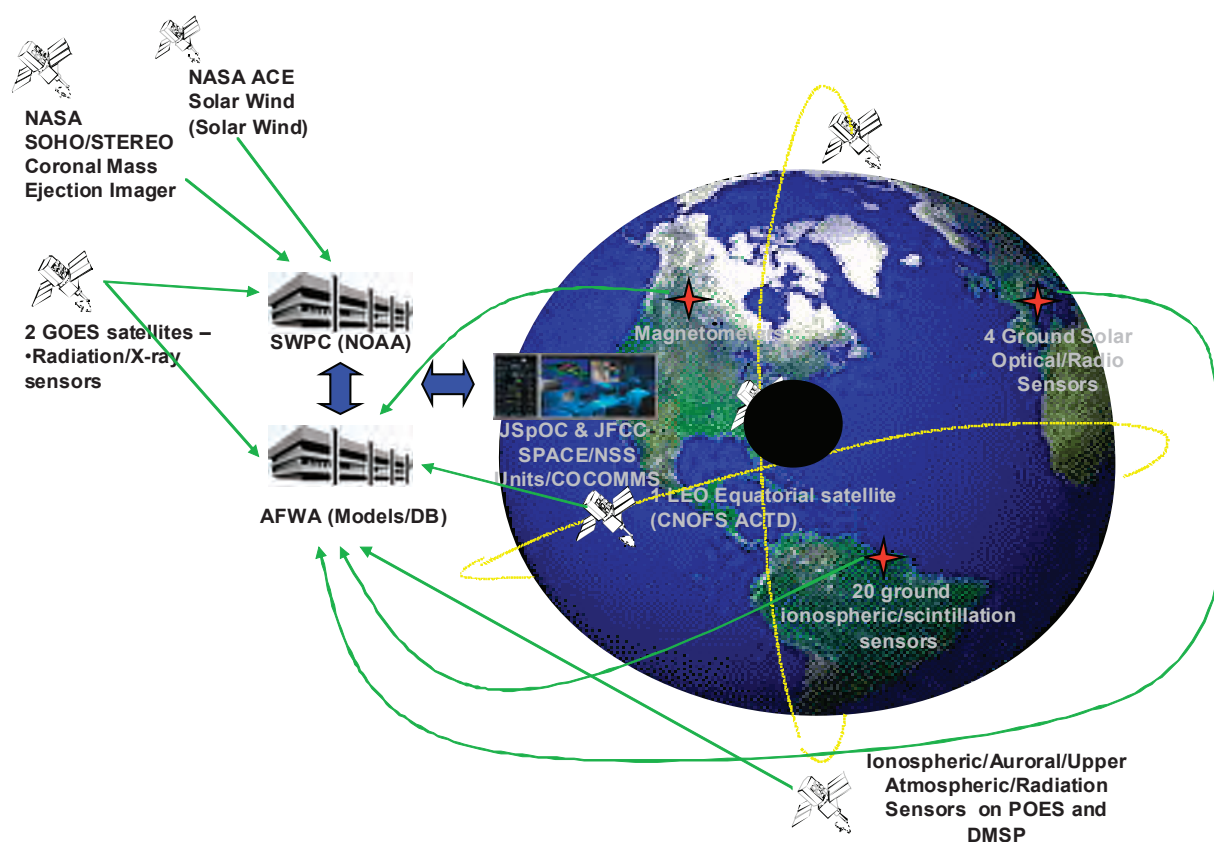 NASA ACE
Solar Wind
(Solar Wind)
NASA
SOHO/STEREO
Coronal Mass
Ejection Imager
2 GOES satellites –
•Radiation/X-ray
sensors
SWPC (NOAA)
AFWA (Models/DB)
JSpOC & JFCC
SPACE/NSS
Units/COCOMMS
4 Ground Solar
Optical/Radio
Sensors
1 LEO Equatorial satellite
(CNOFS ACTD)
20 ground
ionospheric/scintillation
sensors
Ionospheric/Auroral/Upper
Atmospheric/Radiation
Sensors on POES and
DMSP